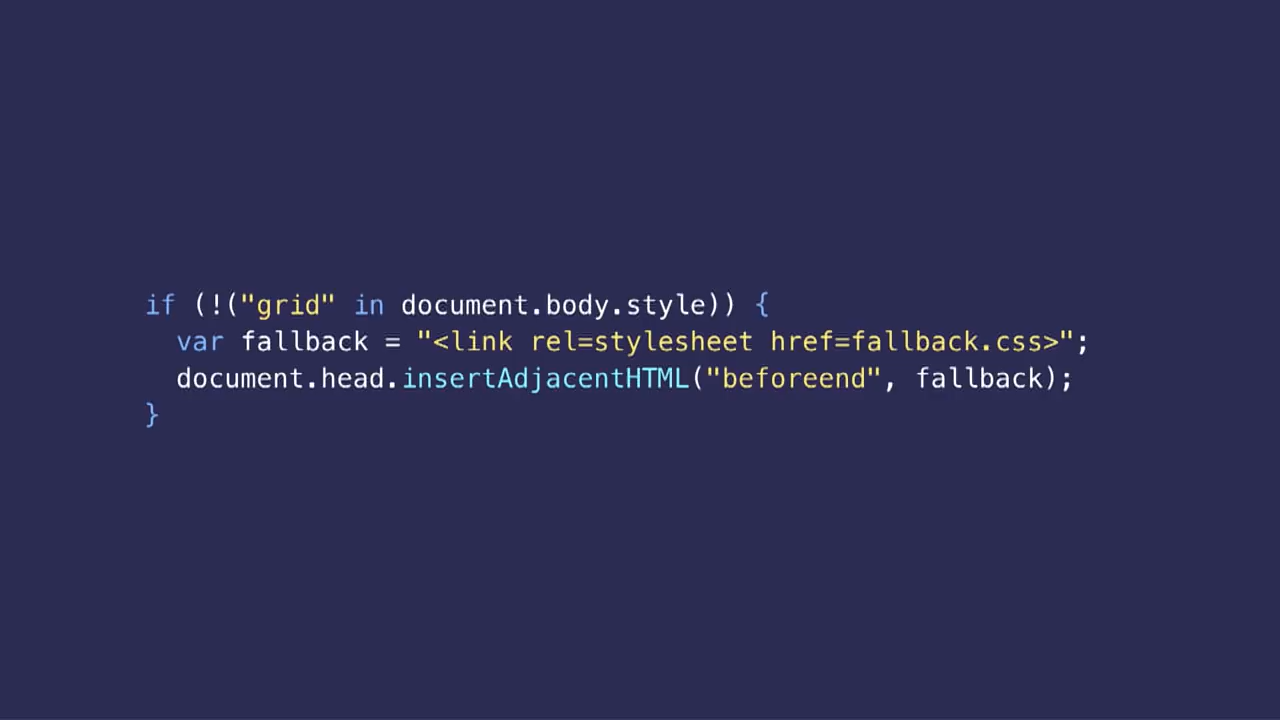 if (!("grid" in document.body.style)) {
  var fallback = "<link rel=stylesheet href=fallback.css>";
  document.head.insertAdjacentHTML("beforeend", fallback);
}